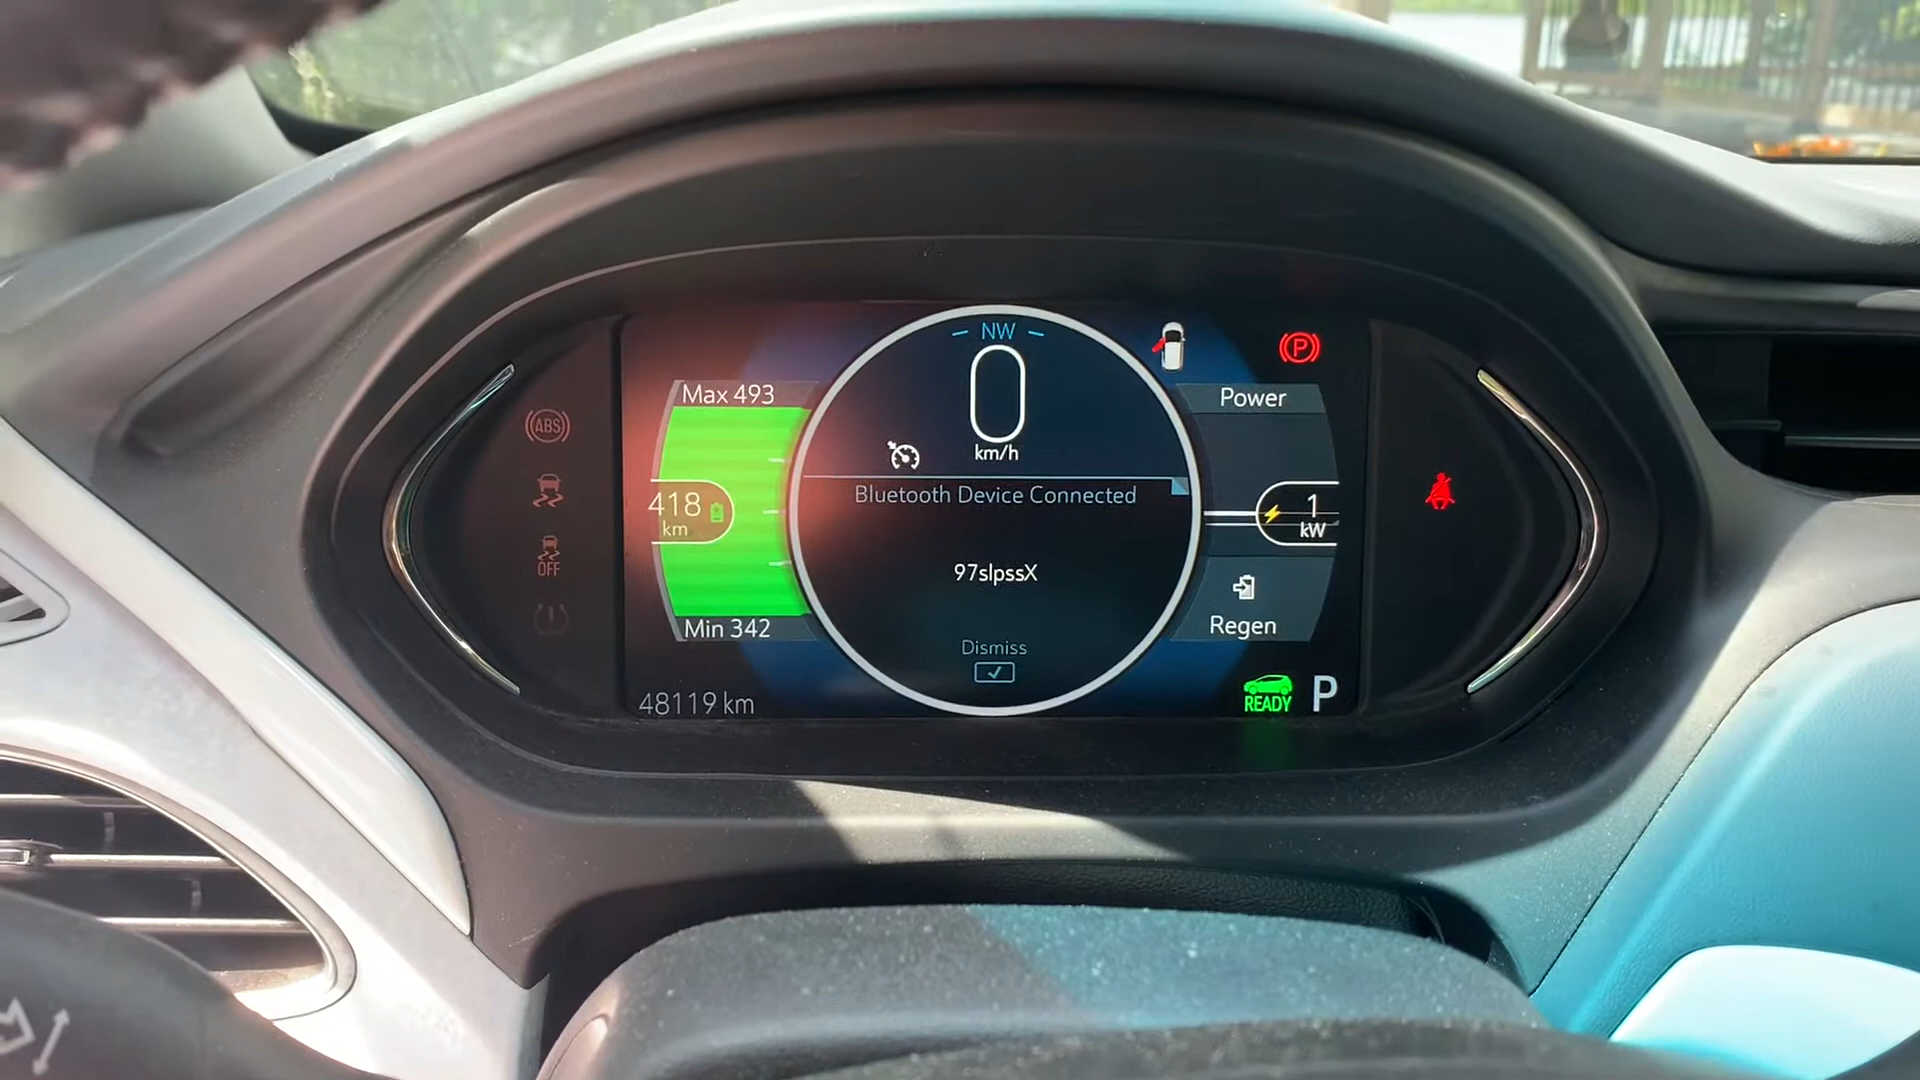 NW
0
km/h
P
Max 493
Power
ABS
Bluetooth Device Connected
418
km
1
kW
OFF
97slpssX
Min 342
Regen
Dismiss
48119 km
READY
P